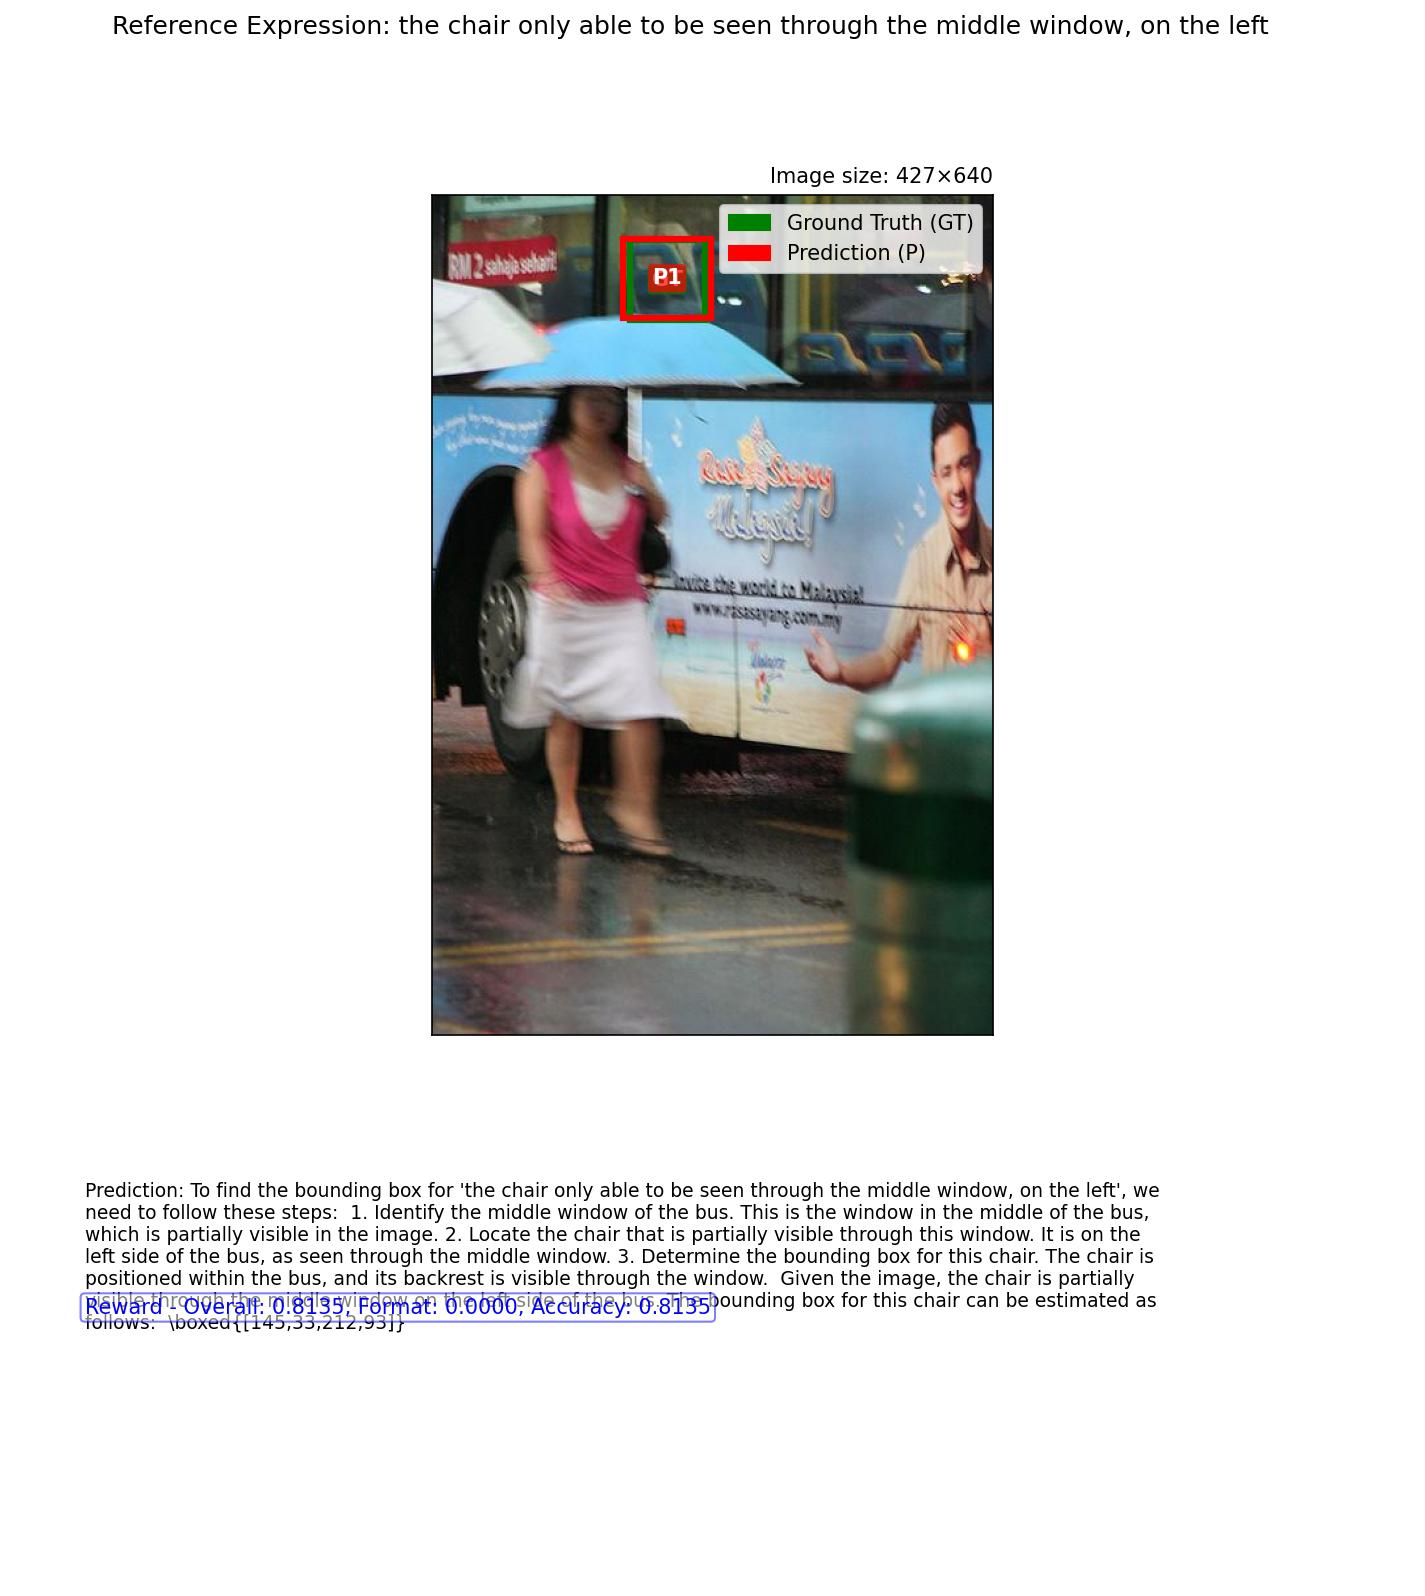 Reference Expression: the chair only able to be seen through the middle window, on the left
Image size: 427×640
Ground Truth (GT)
Prediction (P)
P1
RM 2 sahaja sehari!
Rasa Sayang
Malaysia!
Invite the world to Malaysia!
www.rasasayang.com.my
Malaysia
Prediction: To find the bounding box for 'the chair only able to be seen through the middle window, on the left', we
need to follow these steps:  1. Identify the middle window of the bus. This is the window in the middle of the bus,
which is partially visible in the image. 2. Locate the chair that is partially visible through this window. It is on the
left side of the bus, as seen through the middle window. 3. Determine the bounding box for this chair. The chair is
positioned within the bus, and its backrest is visible through the window.  Given the image, the chair is partially
visible through the middle window on the left side of the bus. The bounding box for this chair can be estimated as
Reward - Overall: 0.8135, Format: 0.0000, Accuracy: 0.8135
follows:  \boxed{[145,33,212,93]}